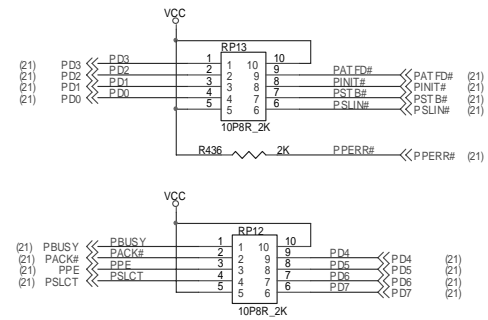 VCC
RP13
(21) PD3 PD3 1 1 10 10
(21) PD2 PD2 2 2 9 9 PATFD# PATFD# (21)
(21) PD1 PD1 3 3 8 8 PINIT# PINIT# (21)
(21) PD0 PD0 4 4 7 7 PSTB# PSTB# (21)
5 5 6 6 PSLIN# PSLIN# (21)
10P8R_2K
R436 2K PPERR# PPERR# (21)
VCC
RP12
(21) PBUSY PBUSY 1 1 10 10
(21) PACK# PACK# 2 2 9 9 PD4 PD4 (21)
(21) PPE PPE 3 3 8 8 PD5 PD5 (21)
(21) PSLCT PSLCT 4 4 7 7 PD6 PD6 (21)
5 5 6 6 PD7 PD7 (21)
10P8R_2K